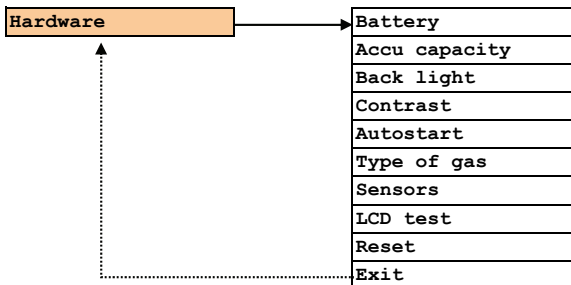 Hardware
Battery
Accu capacity
Back light
Contrast
Autostart
Type of gas
Sensors
LCD test
Reset
Exit